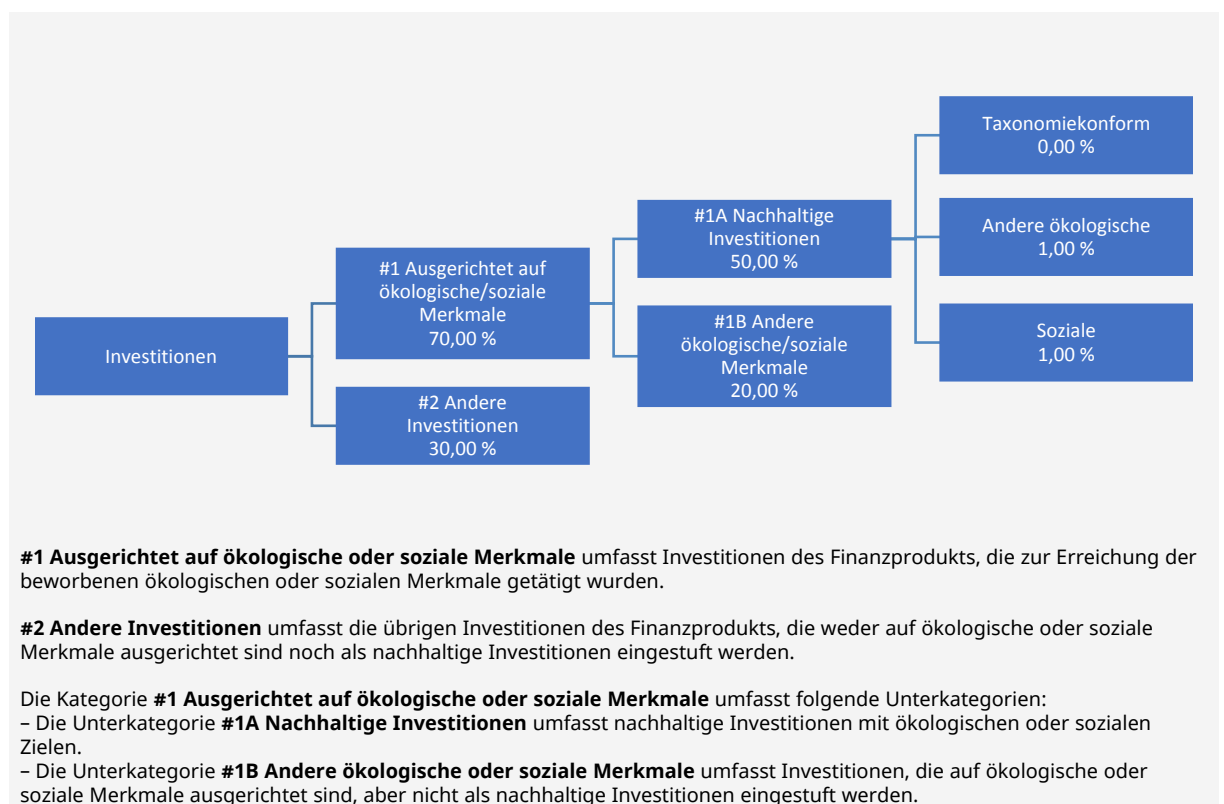 Investitionen
#1 Ausgerichtet auf
ökologische/soziale
Merkmale
70,00 %
#2 Andere
Investitionen
30,00 %
#1A Nachhaltige
Investitionen
50,00 %
#1B Andere
ökologische/soziale
Merkmale
20,00 %
Taxonomiekonform
0,00 %
Andere ökologische
1,00 %
Soziale
1,00 %
#1 Ausgerichtet auf ökologische oder soziale Merkmale umfasst Investitionen des Finanzprodukts, die zur Erreichung der
beworbenen ökologischen oder sozialen Merkmale getätigt wurden.
#2 Andere Investitionen umfasst die übrigen Investitionen des Finanzprodukts, die weder auf ökologische oder soziale
Merkmale ausgerichtet sind noch als nachhaltige Investitionen eingestuft werden.
Die Kategorie #1 Ausgerichtet auf ökologische oder soziale Merkmale umfasst folgende Unterkategorien:
– Die Unterkategorie #1A Nachhaltige Investitionen umfasst nachhaltige Investitionen mit ökologischen oder sozialen
Zielen.
– Die Unterkategorie #1B Andere ökologische oder soziale Merkmale umfasst Investitionen, die auf ökologische oder
soziale Merkmale ausgerichtet sind, aber nicht als nachhaltige Investitionen eingestuft werden.